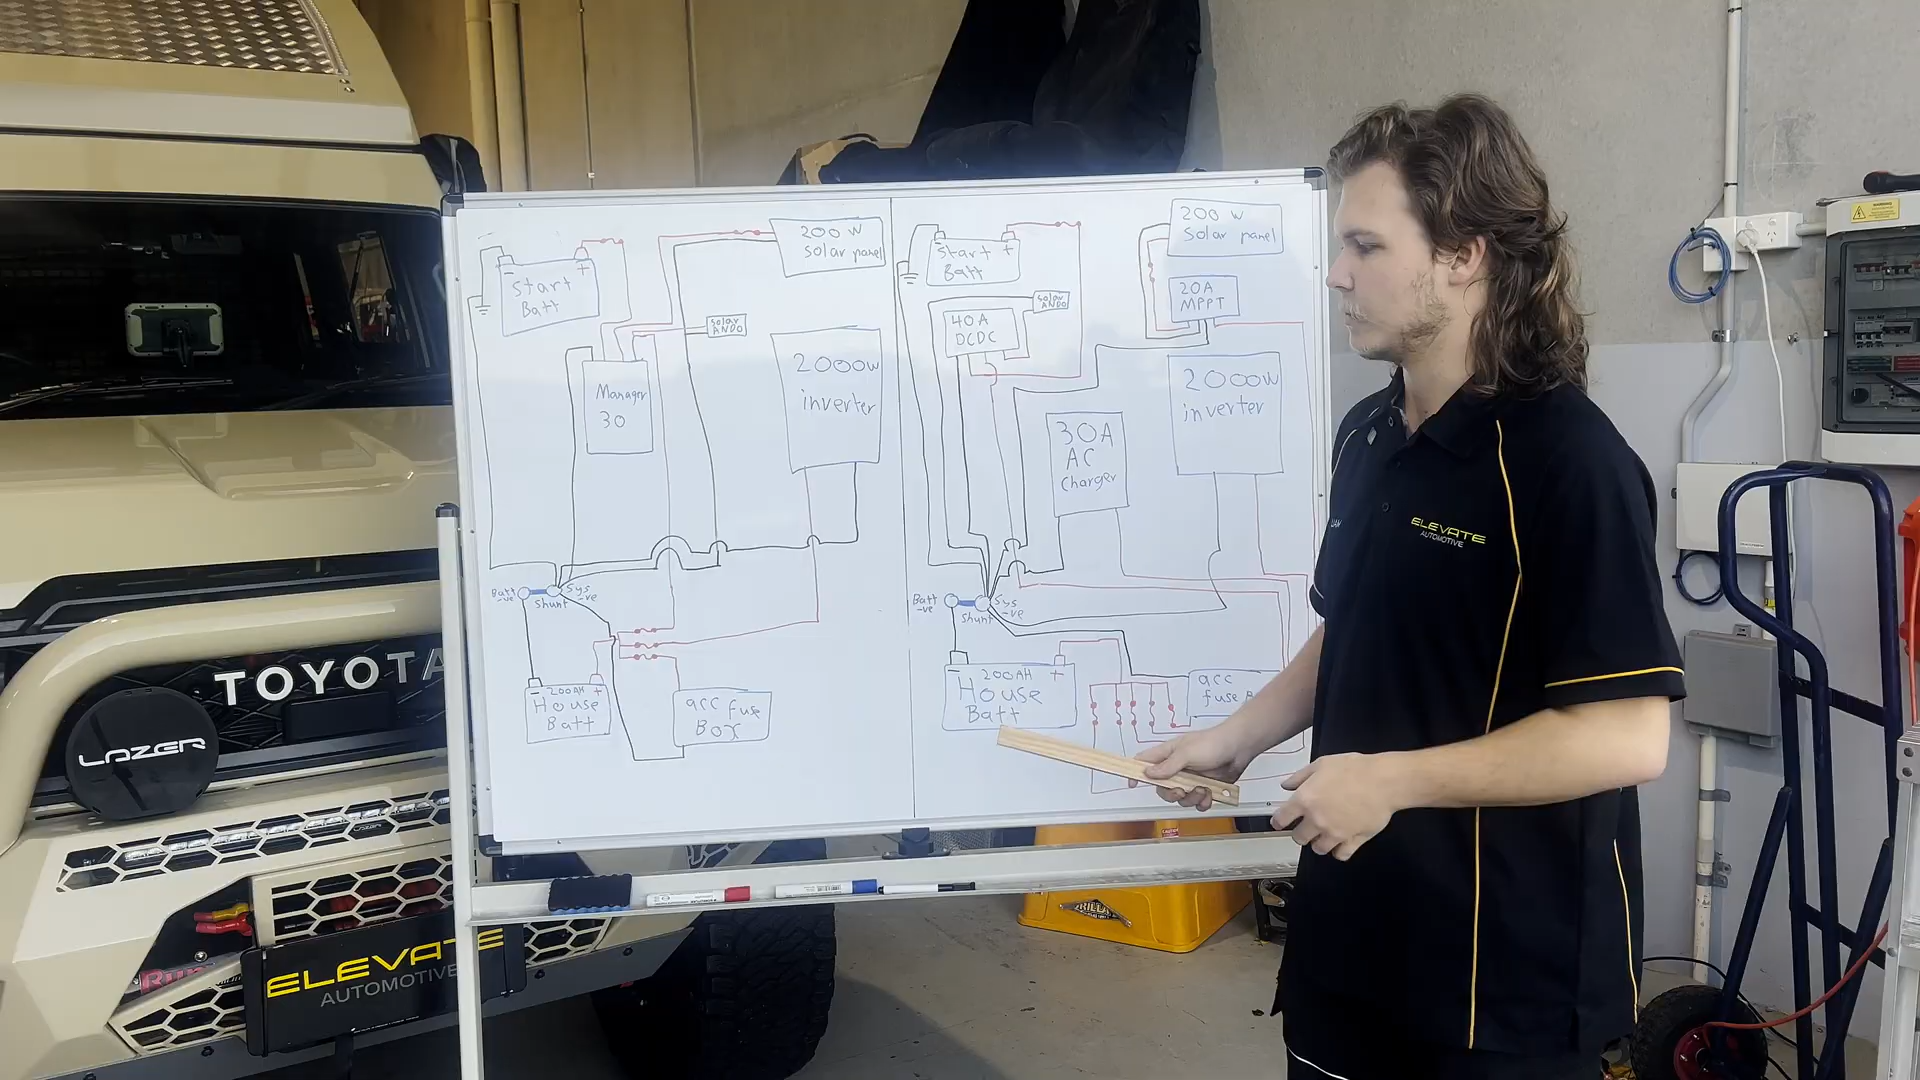 200 W
Solar panel
Start
Batt
Solar
ANDO
Manager
30
2000w
inverter
Batt
-ve
Sys
-ve
Shunt
200AH
House
Batt
acc fuse
Box
Start
Batt
200 W
Solar panel
20A
MPPT
Solar
ANDO
40A
DCDC
2000w
inverter
30A
AC
Charger
Batt
-ve
Sys
-ve
Shunt
200AH
House
Batt
acc
fuse B
TOYOTA
LAZER
LAZER
ELEVATE
AUTOMOTIVE
ELEVATE
AUTOMOTIVE
WARNING